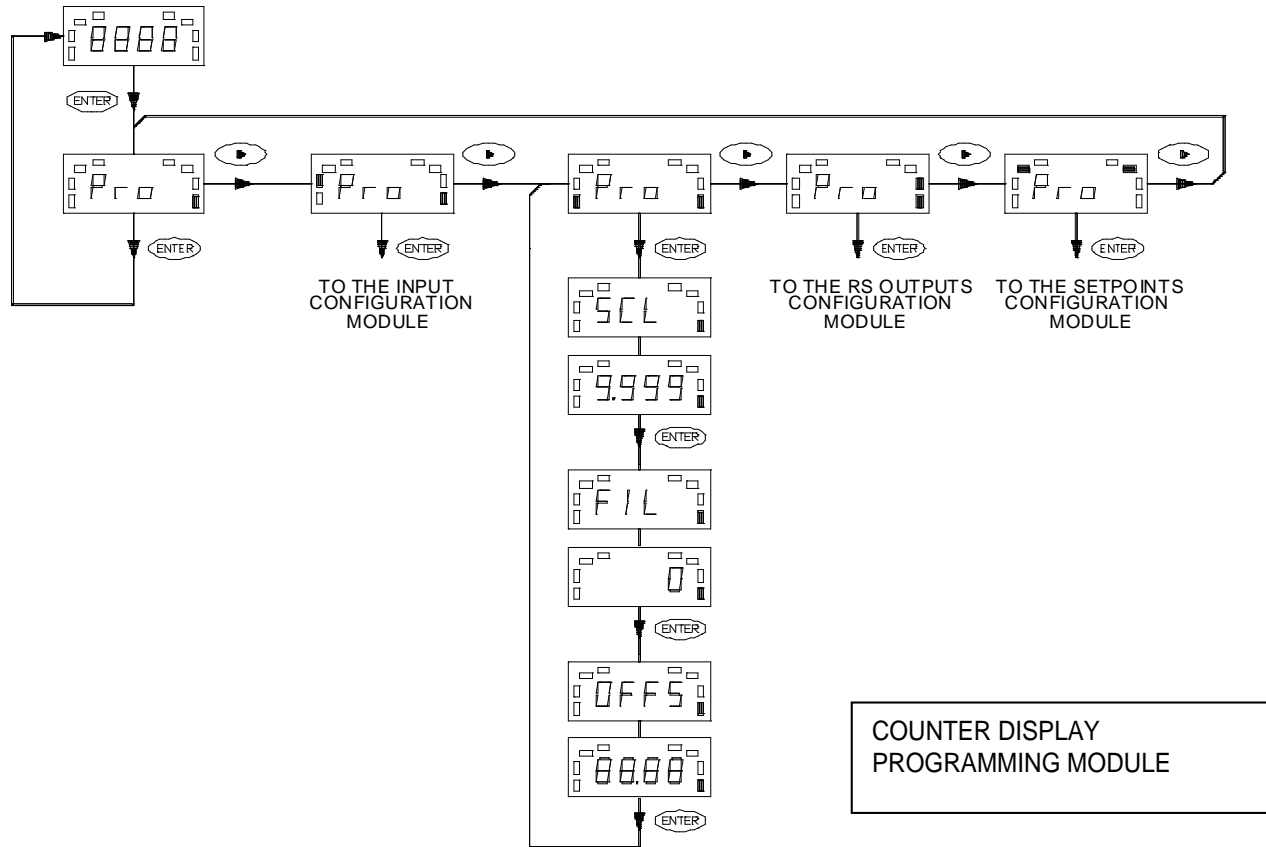 8888
ENTER
Pro Pro Pro Pro Pro
ENTER ENTER ENTER ENTER ENTER
TO THE INPUT
CONFIGURATION
MODULE
TO THE RS OUTPUTS
CONFIGURATION
MODULE
TO THE SETPOINTS
CONFIGURATION
MODULE
SCL
9.999
ENTER
FIL
0
ENTER
OFFS
88.88
ENTER
COUNTER DISPLAY
PROGRAMMING MODULE